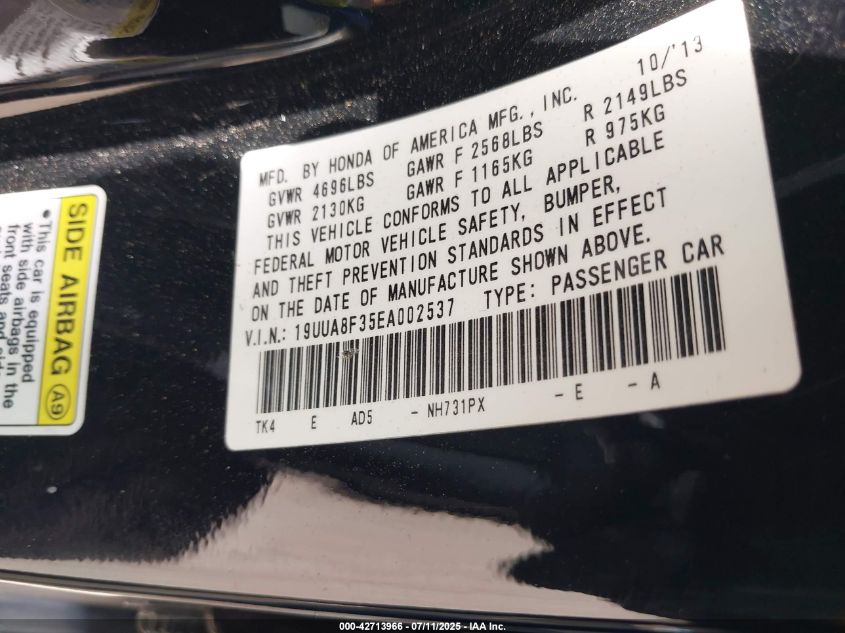 10/'13
MFD. BY HONDA OF AMERICA MFG., INC.
GVWR 4696LBS GAWR F 2568LBS R 2149LBS
GVWR 2130KG GAWR F 1165KG R 975KG
THIS VEHICLE CONFORMS TO ALL APPLICABLE
FEDERAL MOTOR VEHICLE SAFETY, BUMPER,
AND THEFT PREVENTION STANDARDS IN EFFECT
ON THE DATE OF MANUFACTURE SHOWN ABOVE.
V.I.N.: 19UUA8F35EA002537 TYPE: PASSENGER CAR
TK4 E AD5 - NH731PX - E - A
SIDE AIRBAG A9
•This car is equipped
with side airbags in the
front seats and side
000-42713966 - 07/11/2025 - IAA Inc.